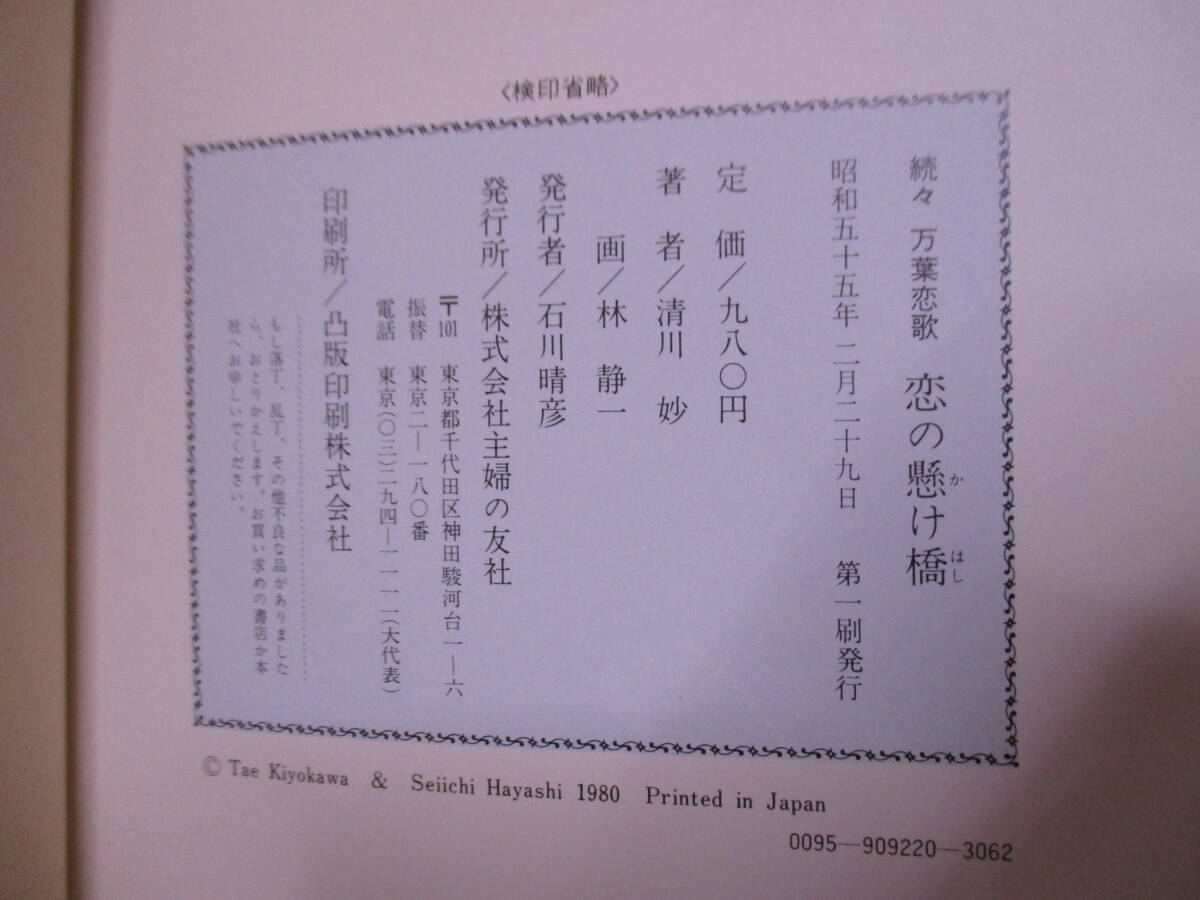 〈検印省略〉
続々 万葉恋歌 恋の懸け橋
か
はし
昭和五十五年 二月二十九日 第一刷発行
定 価/九八〇円
著 者/清川 妙
画/林 静一
発行者/石川晴彦
発行所/株式会社主婦の友社
〒101 東京都千代田区神田駿河台一—六
振替 東京二—一八〇番
電話 東京(〇三)二九四—一一一一(大代表)
印刷所/凸版印刷株式会社
もし落丁、乱丁、その他不良な品がありました
ら、おとりかえします。お買い求めの書店か本
社へお申しいでください。
© Tae Kiyokawa & Seiichi Hayashi 1980 Printed in Japan
0095—909220—3062